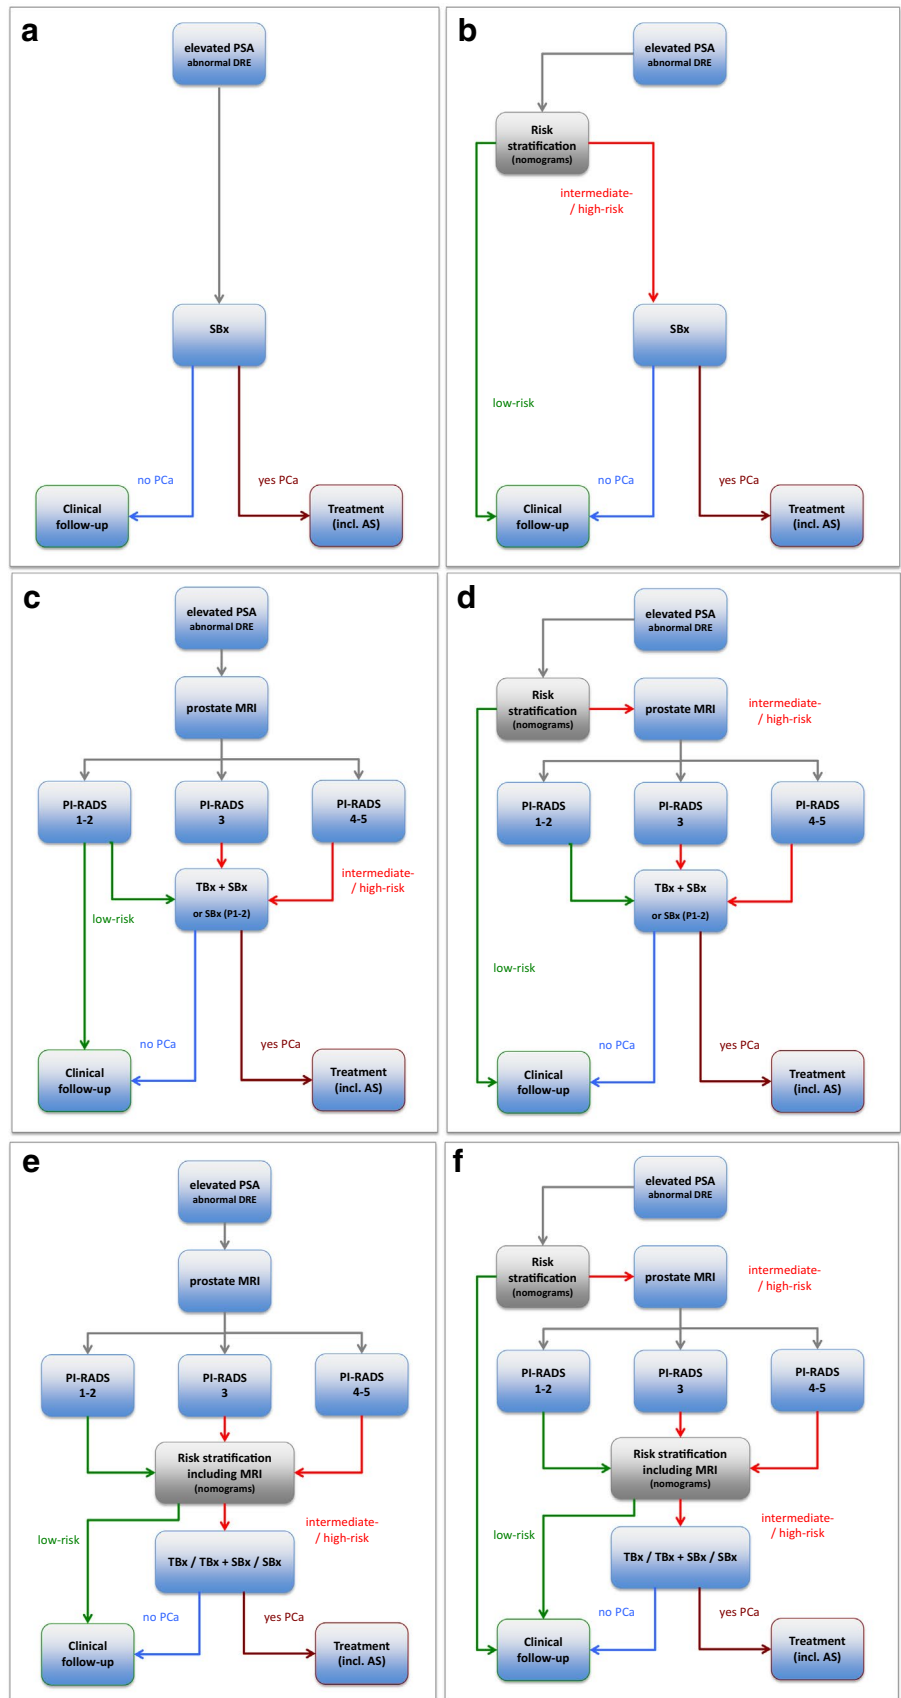 a
elevated PSA
abnormal DRE
SBx
no PCa
yes PCa
Clinical
follow-up
Treatment
(incl. AS)
b
elevated PSA
abnormal DRE
Risk
stratification
(nomograms)
intermediate-
/ high-risk
SBx
low-risk
no PCa
yes PCa
Clinical
follow-up
Treatment
(incl. AS)
c
elevated PSA
abnormal DRE
prostate MRI
PI-RADS
1-2
PI-RADS
3
PI-RADS
4-5
TBx + SBx
or SBx (P1-2)
intermediate-
/ high-risk
low-risk
no PCa
yes PCa
Clinical
follow-up
Treatment
(incl. AS)
d
elevated PSA
abnormal DRE
Risk
stratification
(nomograms)
prostate MRI
intermediate-
/ high-risk
PI-RADS
1-2
PI-RADS
3
PI-RADS
4-5
TBx + SBx
or SBx (P1-2)
low-risk
no PCa
yes PCa
Clinical
follow-up
Treatment
(incl. AS)
e
elevated PSA
abnormal DRE
prostate MRI
PI-RADS
1-2
PI-RADS
3
PI-RADS
4-5
Risk stratification
including MRI
(nomograms)
low-risk
intermediate-
/ high-risk
TBx / TBx + SBx / SBx
no PCa
yes PCa
Clinical
follow-up
Treatment
(incl. AS)
f
elevated PSA
abnormal DRE
Risk
stratification
(nomograms)
prostate MRI
intermediate-
/ high-risk
PI-RADS
1-2
PI-RADS
3
PI-RADS
4-5
Risk stratification
including MRI
(nomograms)
low-risk
intermediate-
/ high-risk
TBx / TBx + SBx / SBx
no PCa
yes PCa
Clinical
follow-up
Treatment
(incl. AS)